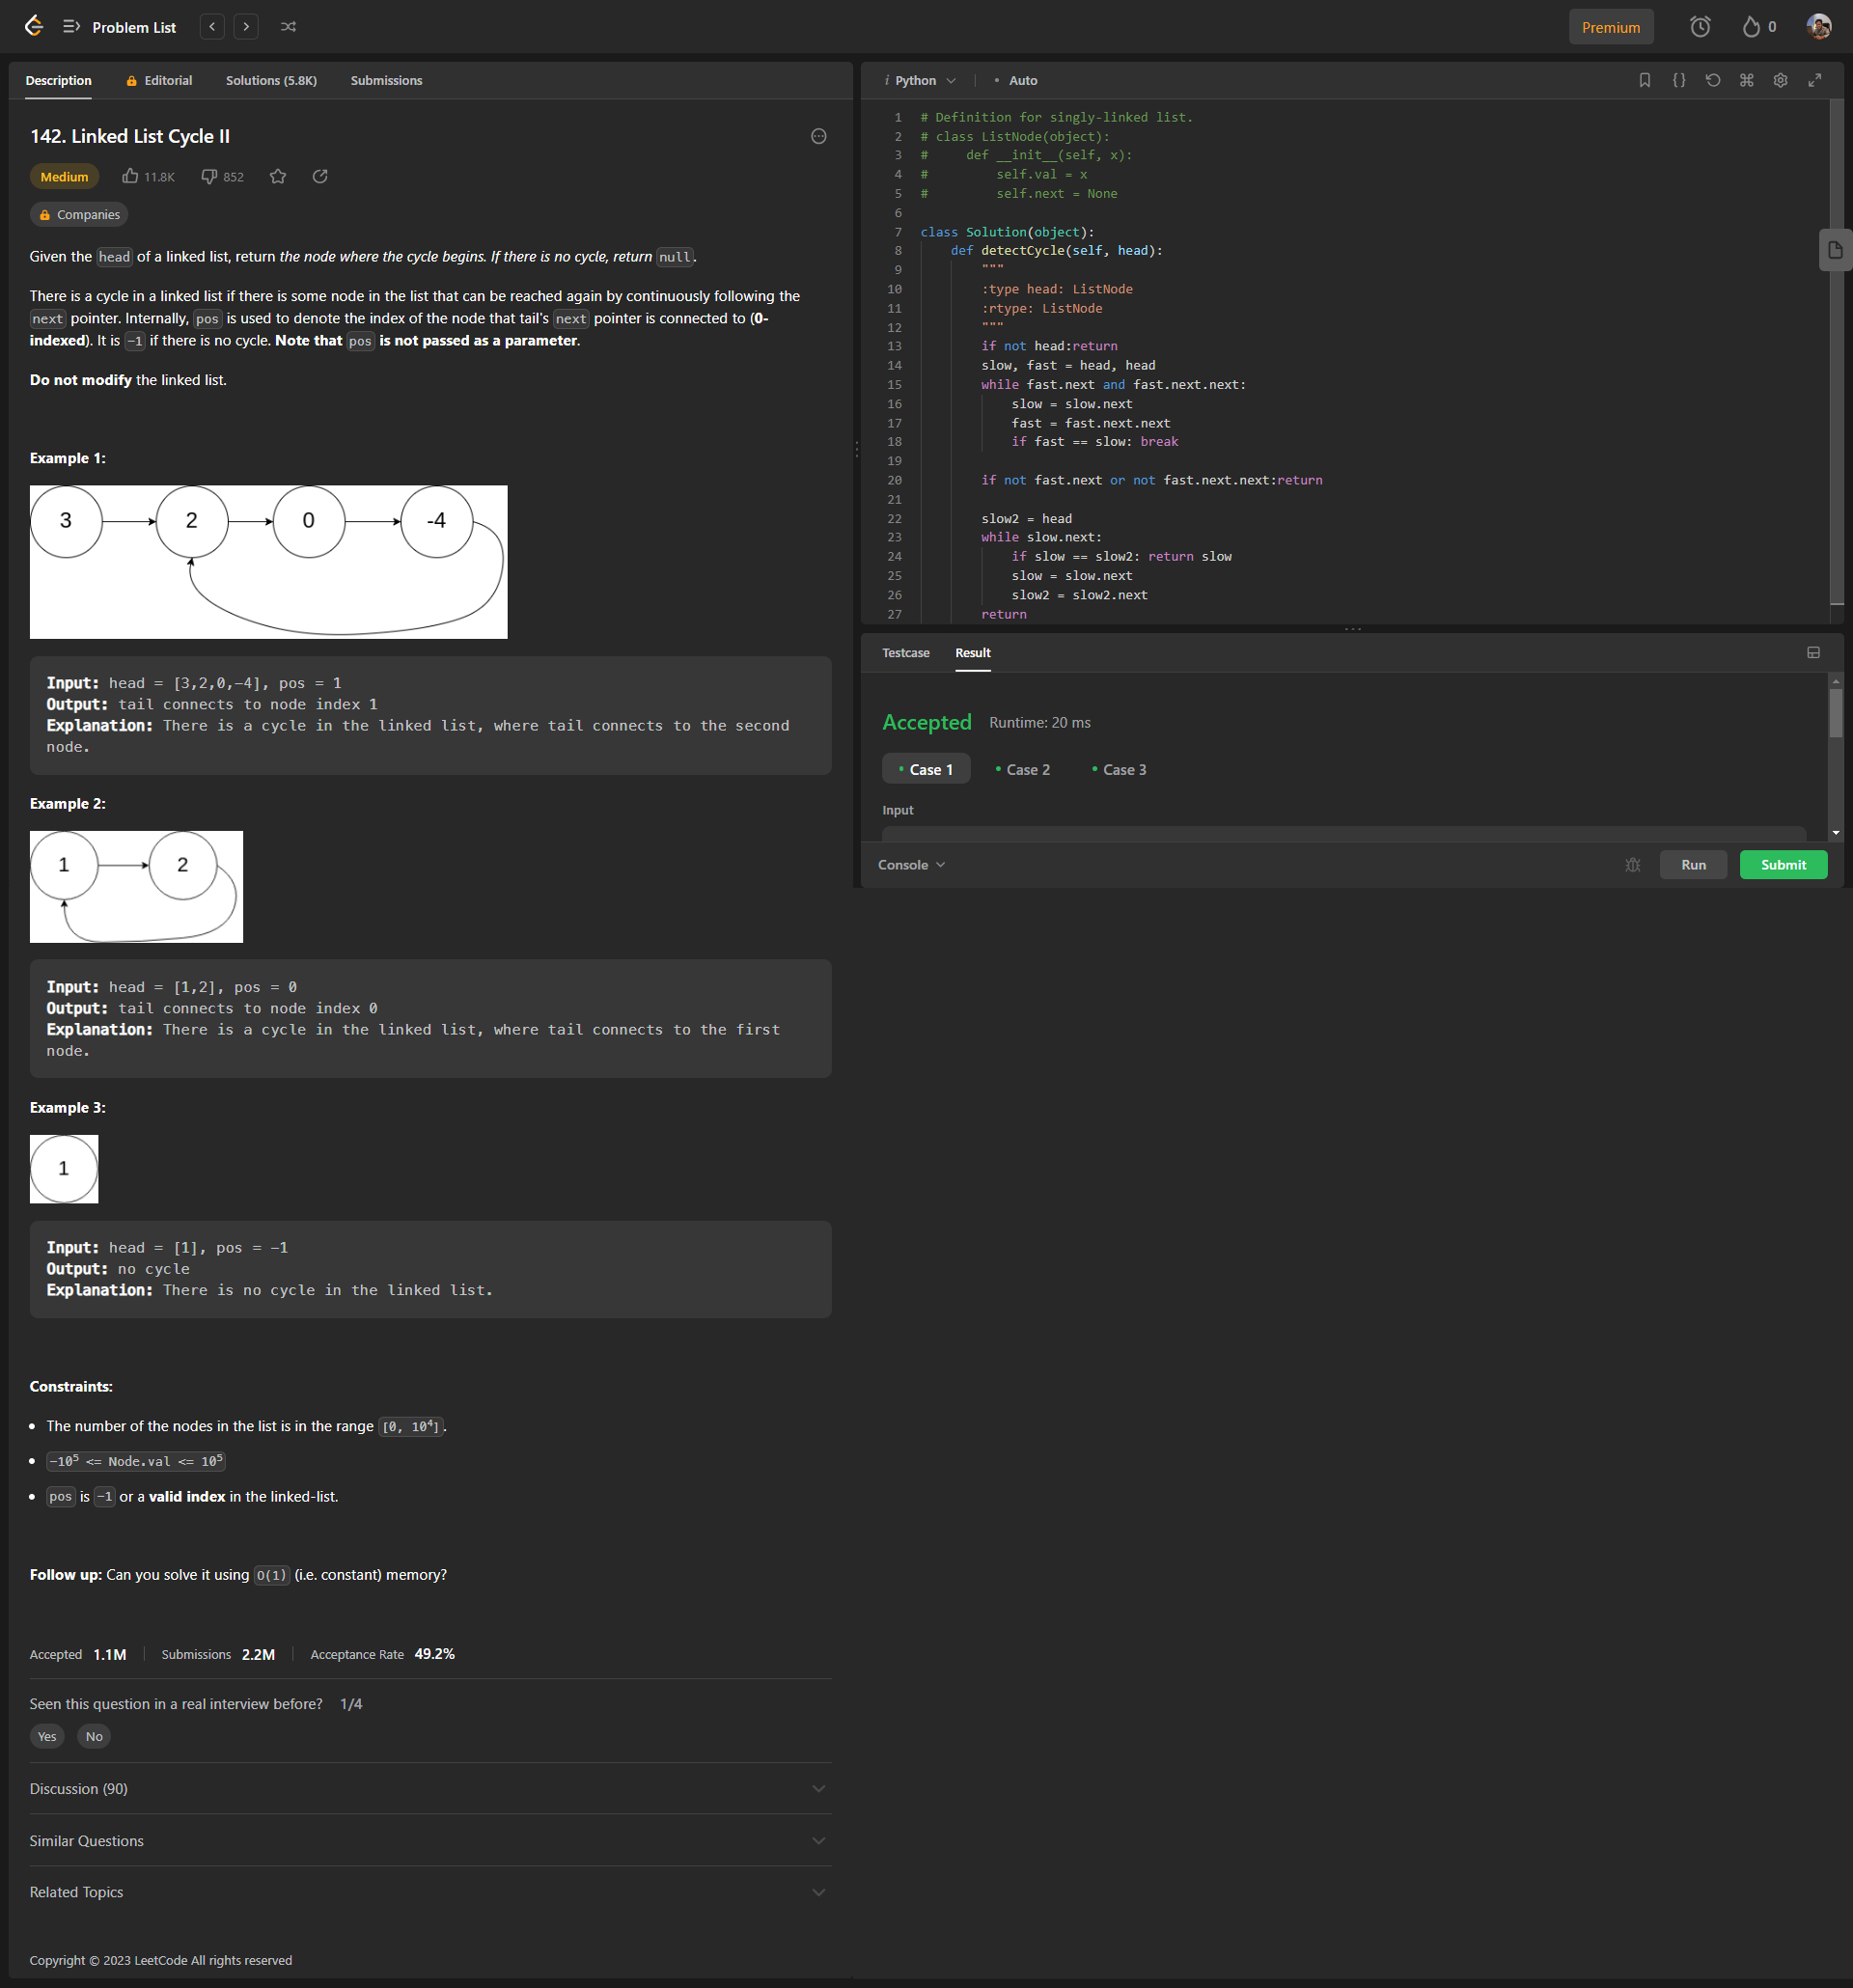 Problem List
Premium
0
Description Editorial Solutions (5.8K) Submissions
142. Linked List Cycle II
Medium 11.8K 852
Companies
Given the head of a linked list, return the node where the cycle begins. If there is no cycle, return null.
There is a cycle in a linked list if there is some node in the list that can be reached again by continuously following the
next pointer. Internally, pos is used to denote the index of the node that tail's next pointer is connected to (0-
indexed). It is -1 if there is no cycle. Note that pos is not passed as a parameter.
Do not modify the linked list.
Example 1:
3 2 0 -4
Input: head = [3,2,0,-4], pos = 1
Output: tail connects to node index 1
Explanation: There is a cycle in the linked list, where tail connects to the second
node.
Example 2:
1 2
Input: head = [1,2], pos = 0
Output: tail connects to node index 0
Explanation: There is a cycle in the linked list, where tail connects to the first
node.
Example 3:
1
Input: head = [1], pos = -1
Output: no cycle
Explanation: There is no cycle in the linked list.
Constraints:
• The number of the nodes in the list is in the range [0, 10⁴].
• -10⁵ <= Node.val <= 10⁵
• pos is -1 or a valid index in the linked-list.
Follow up: Can you solve it using O(1) (i.e. constant) memory?
Accepted 1.1M Submissions 2.2M Acceptance Rate 49.2%
Seen this question in a real interview before? 1/4
Yes No
Discussion (90)
Similar Questions
Related Topics
Copyright © 2023 LeetCode All rights reserved
i Python • Auto
1 # Definition for singly-linked list.
2 # class ListNode(object):
3 #     def __init__(self, x):
4 #         self.val = x
5 #         self.next = None
6
7 class Solution(object):
8     def detectCycle(self, head):
9         """
10         :type head: ListNode
11         :rtype: ListNode
12         """
13         if not head:return
14         slow, fast = head, head
15         while fast.next and fast.next.next:
16             slow = slow.next
17             fast = fast.next.next
18             if fast == slow: break
19
20         if not fast.next or not fast.next.next:return
21
22         slow2 = head
23         while slow.next:
24             if slow == slow2: return slow
25             slow = slow.next
26             slow2 = slow2.next
27         return
Testcase Result
Accepted Runtime: 20 ms
• Case 1 • Case 2 • Case 3
Input
Console Run Submit